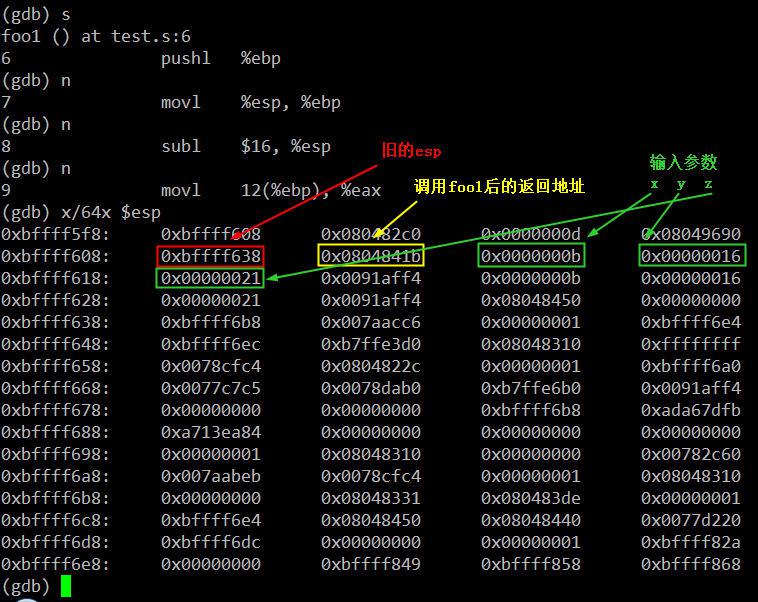 (gdb) s
foo1 () at test.s:6
6 pushl %ebp
(gdb) n
7 movl %esp, %ebp
(gdb) n
8 subl $16, %esp
旧的esp
输入参数
(gdb) n
9 movl 12(%ebp), %eax
调用foo1后的返回地址
x y z
(gdb) x/64x $esp
0xbffff5f8: 0xbffff608 0x080482c0 0x0000000d 0x08049690
0xbffff608: 0xbffff638 0x0804841b 0x0000000b 0x00000016
0xbffff618: 0x00000021 0x0091aff4 0x0000000b 0x00000016
0xbffff628: 0x00000021 0x0091aff4 0x08048450 0x00000000
0xbffff638: 0xbffff6b8 0x007aacc6 0x00000001 0xbffff6e4
0xbffff648: 0xbffff6ec 0xb7ffe3d0 0x08048310 0xffffffff
0xbffff658: 0x0078cfc4 0x0804822c 0x00000001 0xbffff6a0
0xbffff668: 0x0077c7c5 0x0078dab0 0xb7ffe6b0 0x0091aff4
0xbffff678: 0x00000000 0x00000000 0xbffff6b8 0xada67dfb
0xbffff688: 0xa713ea84 0x00000000 0x00000000 0x00000000
0xbffff698: 0x00000001 0x08048310 0x00000000 0x00782c60
0xbffff6a8: 0x007aabeb 0x0078cfc4 0x00000001 0x08048310
0xbffff6b8: 0x00000000 0x08048331 0x080483de 0x00000001
0xbffff6c8: 0xbffff6e4 0x08048450 0x08048440 0x0077d220
0xbffff6d8: 0xbffff6dc 0x00000000 0x00000001 0xbffff82a
0xbffff6e8: 0x00000000 0xbffff849 0xbffff858 0xbffff868
(gdb)